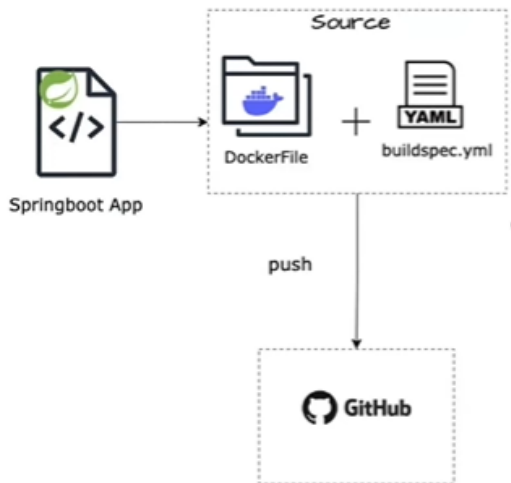 Source
</>
YAML
DockerFile
+
buildspec.yml
Springboot App
push
GitHub